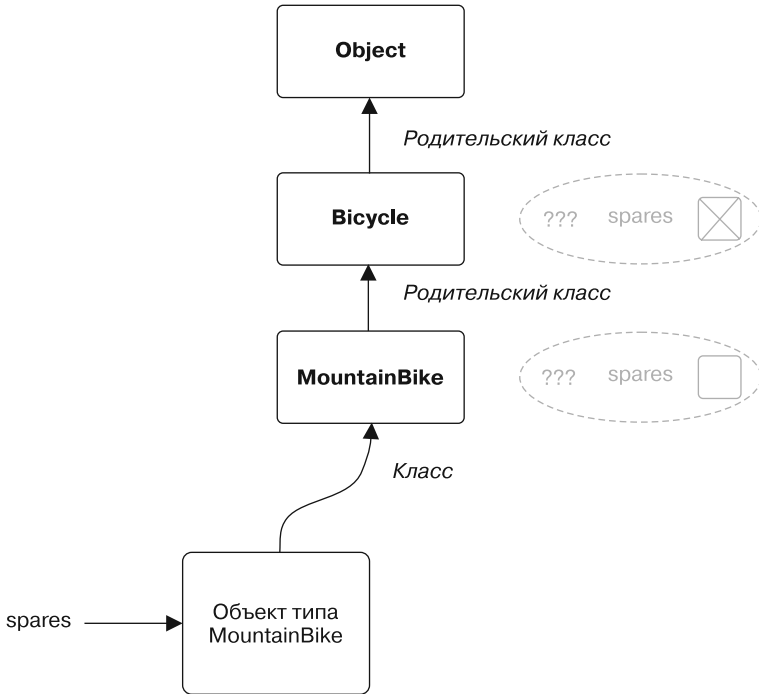 Object
Родительский класс
Bicycle
??? spares
Родительский класс
MountainBike
??? spares
Класс
spares
Объект типа
MountainBike